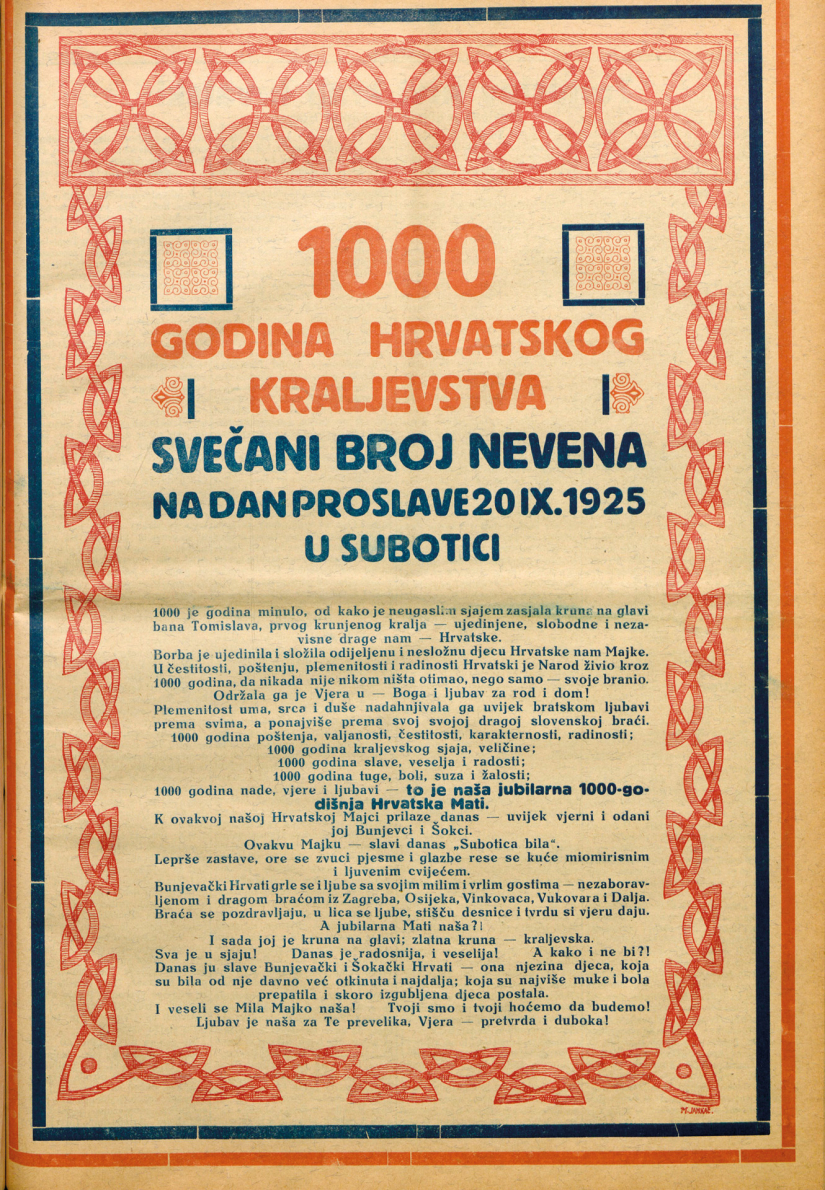 1000
GODINA HRVATSKOG
KRALJEVSTVA
SVEČANI BROJ NEVENA
NA DAN PROSLAVE 20 IX. 1925
U SUBOTICI
1000 je godina minulo, od kako je neugaslim sjajem zasjala kruna na glavi
bana Tomislava, prvog krunjenog kralja — ujedinjene, slobodne i neza-
visne drage nam — Hrvatske.
Borba je ujedinila i složila odijeljenu i nesložnu djecu Hrvatske nam Majke.
U čestitosti, poštenju, plemenitosti i radinosti Hrvatski je Narod živio kroz
1000 godina, da nikada nije nikom ništa otimao, nego samo — svoje branio.
Održala ga je Vjera u — Boga i ljubav za rod i dom!
Plemenitost uma, srca i duše nadahnjivala ga uvijek bratskom ljubavi
prema svima, a ponajviše prema svoj svojoj dragoj slovenskoj braći.
1000 godina poštenja, valjanosti, čestitosti, karakternosti, radinosti;
1000 godina kraljevskog sjaja, veličine;
1000 godina slave, veselja i radosti;
1000 godina tuge, boli, suza i žalosti;
1000 godina nade, vjere i ljubavi — to je naša jubilarna 1000-go-
dišnja Hrvatska Mati.
K ovakvoj našoj Hrvatskoj Majci prilaze danas — uvijek vjerni i odani
joj Bunjevci i Šokci.
Ovakvu Majku — slavi danas „Subotica bila“.
Leprše zastave, ore se zvuci pjesme i glazbe rese se kuće miomirisnim
i ljuvenim cvijećem.
Bunjevački Hrvati grle se i ljube sa svojim milim i vrlim gostima — nezaborav-
ljenom i dragom braćom iz Zagreba, Osijeka, Vinkovaca, Vukovara i Dalja.
Braća se pozdravljaju, u lica se ljube, stišču desnice i tvrdu si vjeru daju.
A jubilarna Mati naša?!
I sada joj je kruna na glavi; zlatna kruna — kraljevska.
Sva je u sjaju! Danas je radosnija, i veselija! A kako i ne bi?!
Danas ju slave Bunjevački i Šokački Hrvati — ona njezina djeca, koja
su bila od nje davno već otkinuta i najdalja; koja su najviše muke i bola
prepatila i skoro izgubljena djeca postala.
I veseli se Mila Majko naša! Tvoji smo i tvoji hoćemo da budemo!
Ljubav je naša za Te prevelika, Vjera — pretvrda i duboka!